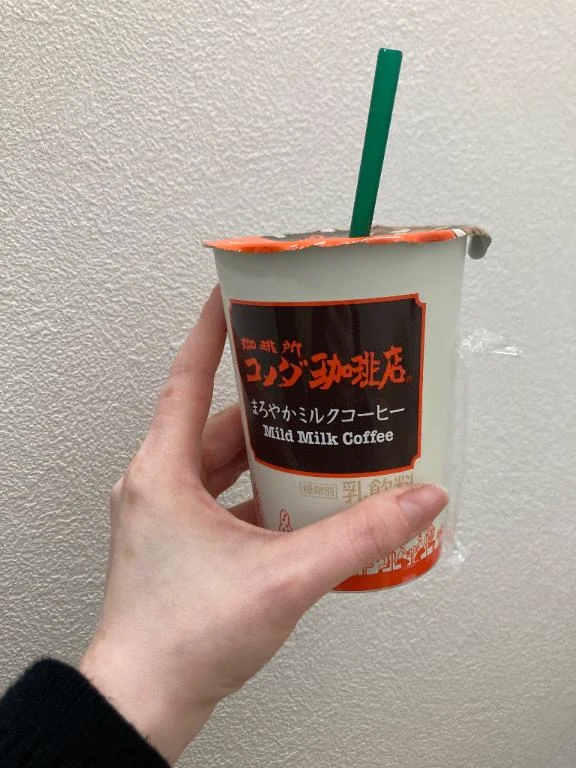 珈琲所
コメダ珈琲店
まろやかミルクコーヒー
Mild Milk Coffee
種類別 乳飲料